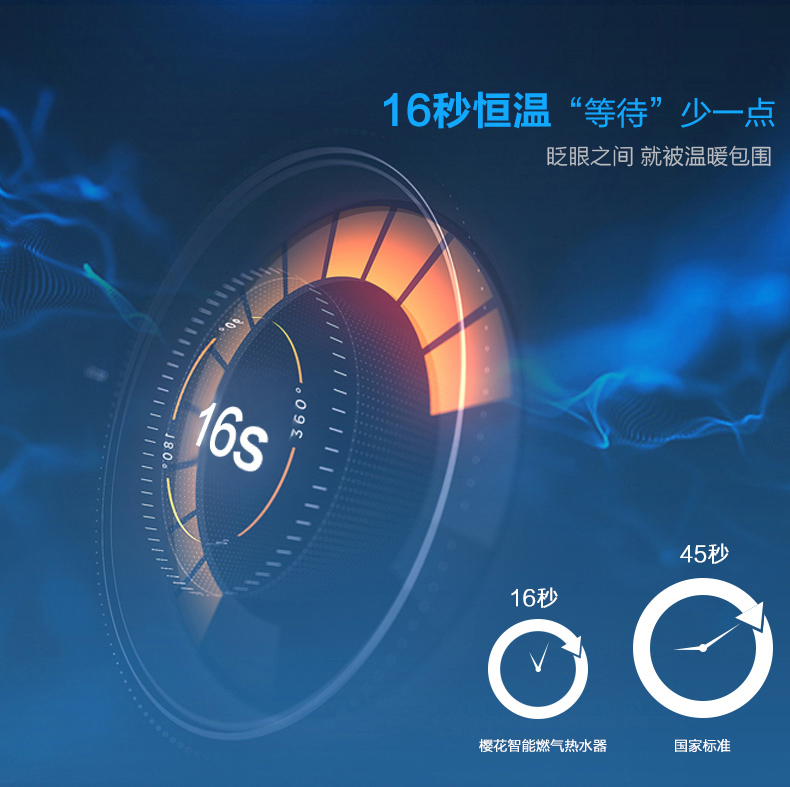 16秒恒温“等待”少一点
眨眼之间 就被温暖包围
90°
360°
180°
16s
45秒
16秒
樱花智能燃气热水器
国家标准